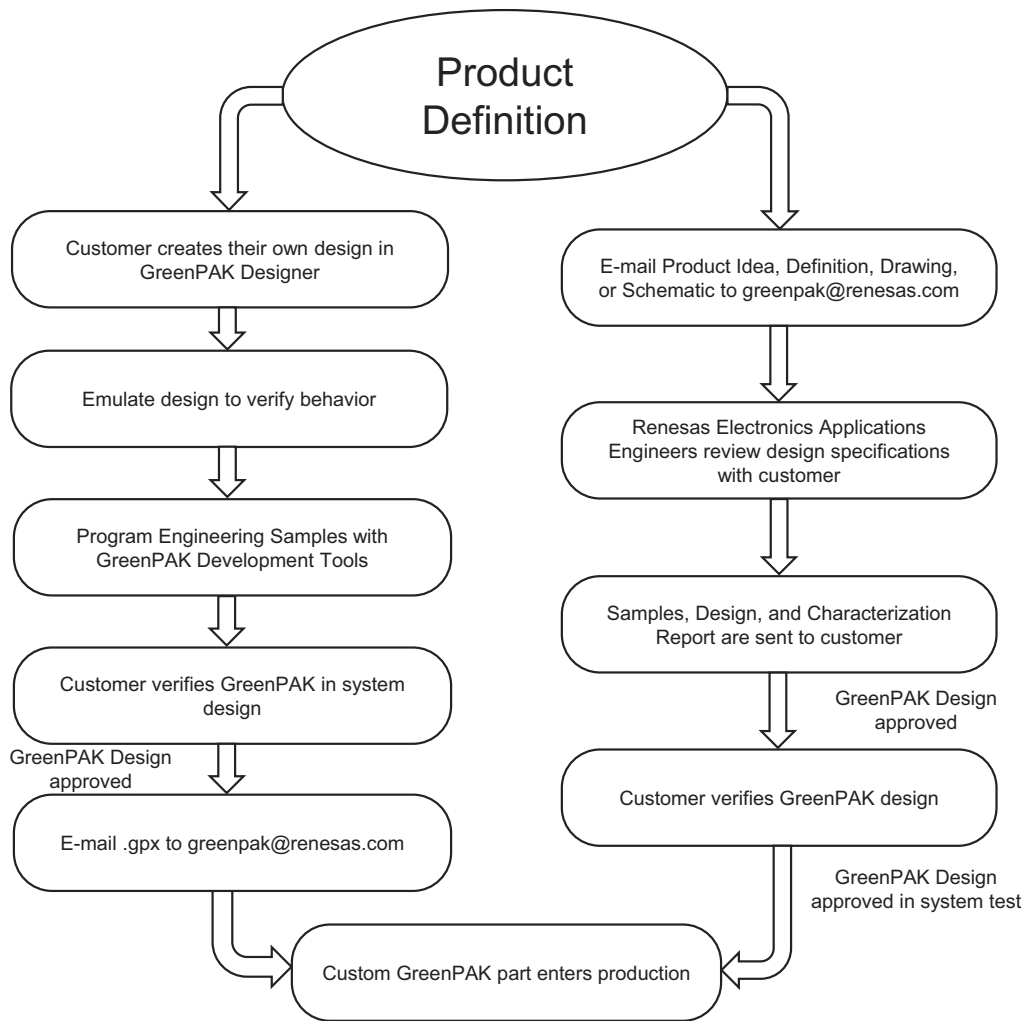 Product
Definition
Customer creates their own design in
GreenPAK Designer
Emulate design to verify behavior
Program Engineering Samples with
GreenPAK Development Tools
Customer verifies GreenPAK in system
design
GreenPAK Design
approved
E-mail .gpx to greenpak@renesas.com
E-mail Product Idea, Definition, Drawing,
or Schematic to greenpak@renesas.com
Renesas Electronics Applications
Engineers review design specifications
with customer
Samples, Design, and Characterization
Report are sent to customer
GreenPAK Design
approved
Customer verifies GreenPAK design
GreenPAK Design
approved in system test
Custom GreenPAK part enters production